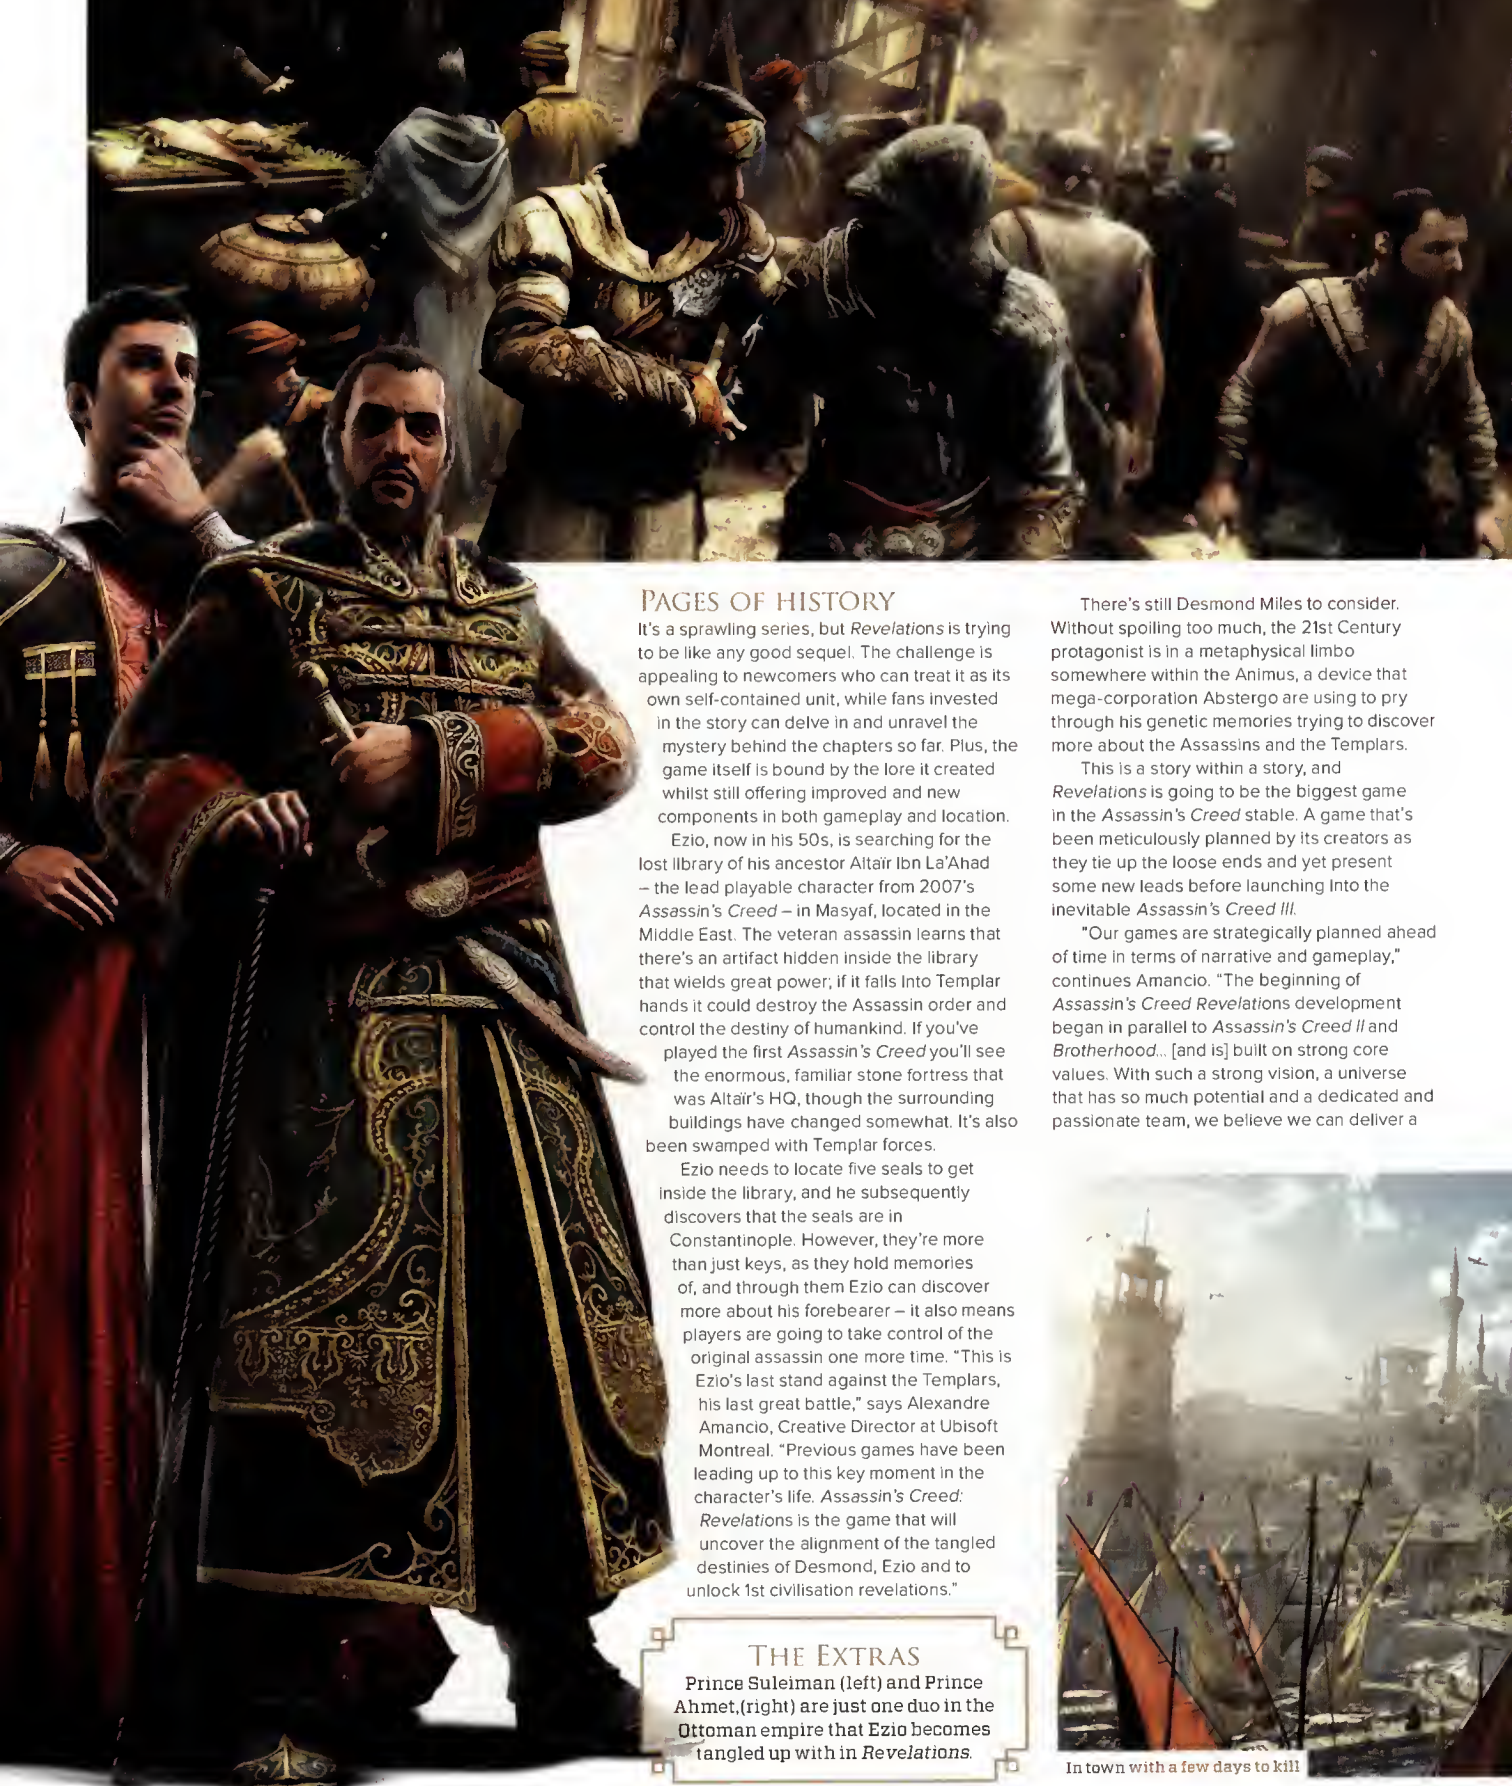 PAGES OF HISTORY
It's a sprawling series, but Revelations is trying
to be like any good sequel. The challenge is
appealing to newcomers who can treat it as its
own self-contained unit, while fans invested
in the story can delve in and unravel the
mystery behind the chapters so far. Plus, the
game itself is bound by the lore it created
whilst still offering improved and new
components in both gameplay and location.
Ezio, now in his 50s, is searching for the
lost library of his ancestor Altaïr Ibn La'Ahad
– the lead playable character from 2007's
Assassin's Creed – in Masyaf, located in the
Middle East. The veteran assassin learns that
there's an artifact hidden inside the library
that wields great power; if it falls into Templar
hands it could destroy the Assassin order and
control the destiny of humankind. If you've
played the first Assassin's Creed you'll see
the enormous, familiar stone fortress that
was Altaïr's HQ, though the surrounding
buildings have changed somewhat. It's also
been swamped with Templar forces.
Ezio needs to locate five seals to get
inside the library, and he subsequently
discovers that the seals are in
Constantinople. However, they're more
than just keys, as they hold memories
of, and through them Ezio can discover
more about his forebearer – it also means
players are going to take control of the
original assassin one more time. "This is
Ezio's last stand against the Templars,
his last great battle," says Alexandre
Amancio, Creative Director at Ubisoft
Montreal. "Previous games have been
leading up to this key moment in the
character's life. Assassin's Creed:
Revelations is the game that will
uncover the alignment of the tangled
destinies of Desmond, Ezio and to
unlock 1st civilisation revelations."
THE EXTRAS
Prince Suleiman (left) and Prince
Ahmet,(right) are just one duo in the
Ottoman empire that Ezio becomes
tangled up with in Revelations.
There's still Desmond Miles to consider.
Without spoiling too much, the 21st Century
protagonist is in a metaphysical limbo
somewhere within the Animus, a device that
mega-corporation Abstergo are using to pry
through his genetic memories trying to discover
more about the Assassins and the Templars.
This is a story within a story, and
Revelations is going to be the biggest game
in the Assassin's Creed stable. A game that's
been meticulously planned by its creators as
they tie up the loose ends and yet present
some new leads before launching into the
inevitable Assassin's Creed III.
"Our games are strategically planned ahead
of time in terms of narrative and gameplay,"
continues Amancio. "The beginning of
Assassin's Creed Revelations development
began in parallel to Assassin's Creed II and
Brotherhood... [and is] built on strong core
values. With such a strong vision, a universe
that has so much potential and a dedicated and
passionate team, we believe we can deliver a
In town with a few days to kill